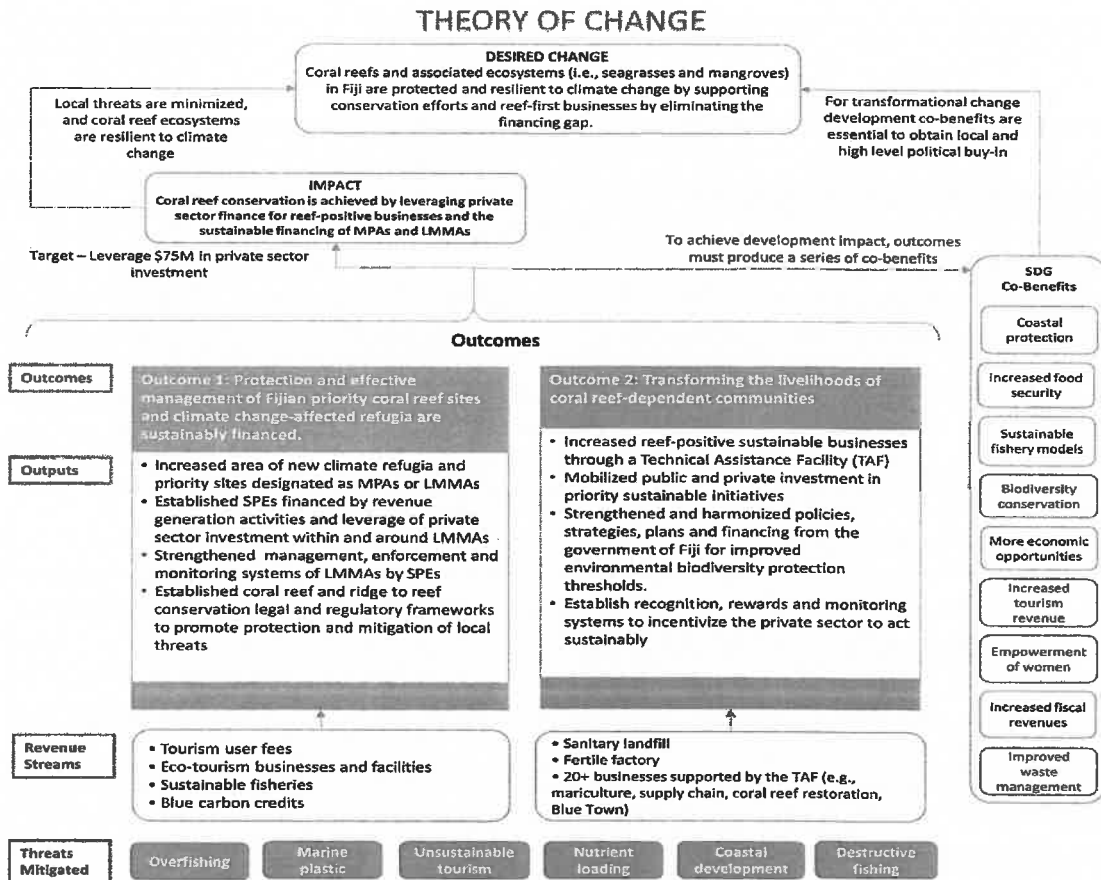 THEORY OF CHANGE
DESIRED CHANGE
Coral reefs and associated ecosystems (i.e., seagrasses and mangroves)
in Fiji are protected and resilient to climate change by supporting
conservation efforts and reef-first businesses by eliminating the
financing gap.
Local threats are minimized,
and coral reef ecosystems
are resilient to climate
change
For transformational change
development co-benefits are
essential to obtain local and
high level political buy-in
IMPACT
Coral reef conservation is achieved by leveraging private
sector finance for reef-positive businesses and the
sustainable financing of MPAs and LMMAs
Target – Leverage $75M in private sector
investment
To achieve development impact, outcomes
must produce a series of co-benefits
SDG
Co-Benefits
Coastal
protection
Increased food
security
Sustainable
fishery models
Biodiversity
conservation
More economic
opportunities
Increased
tourism
revenue
Empowerment
of women
Increased fiscal
revenues
Improved
waste
management
Outcomes
Outcomes
Outcome 1: Protection and effective
management of Fijian priority coral reef sites
and climate change-affected refugia are
sustainably financed.
Outcome 2: Transforming the livelihoods of
coral reef-dependent communities
Outputs
• Increased area of new climate refugia and
priority sites designated as MPAs or LMMAs
• Established SPEs financed by revenue
generation activities and leverage of private
sector investment within and around LMMAs
• Strengthened management, enforcement and
monitoring systems of LMMAs by SPEs
• Established coral reef and ridge to reef
conservation legal and regulatory frameworks
to promote protection and mitigation of local
threats
• Increased reef-positive sustainable businesses
through a Technical Assistance Facility (TAF)
• Mobilized public and private investment in
priority sustainable initiatives
• Strengthened and harmonized policies,
strategies, plans and financing from the
government of Fiji for improved
environmental biodiversity protection
thresholds.
• Establish recognition, rewards and monitoring
systems to incentivize the private sector to act
sustainably
Revenue
Streams
• Tourism user fees
• Eco-tourism businesses and facilities
• Sustainable fisheries
• Blue carbon credits
• Sanitary landfill
• Fertile factory
• 20+ businesses supported by the TAF (e.g.,
mariculture, supply chain, coral reef restoration,
Blue Town)
Threats
Mitigated
Overfishing
Marine
plastic
Unsustainable
tourism
Nutrient
loading
Coastal
development
Destructive
fishing